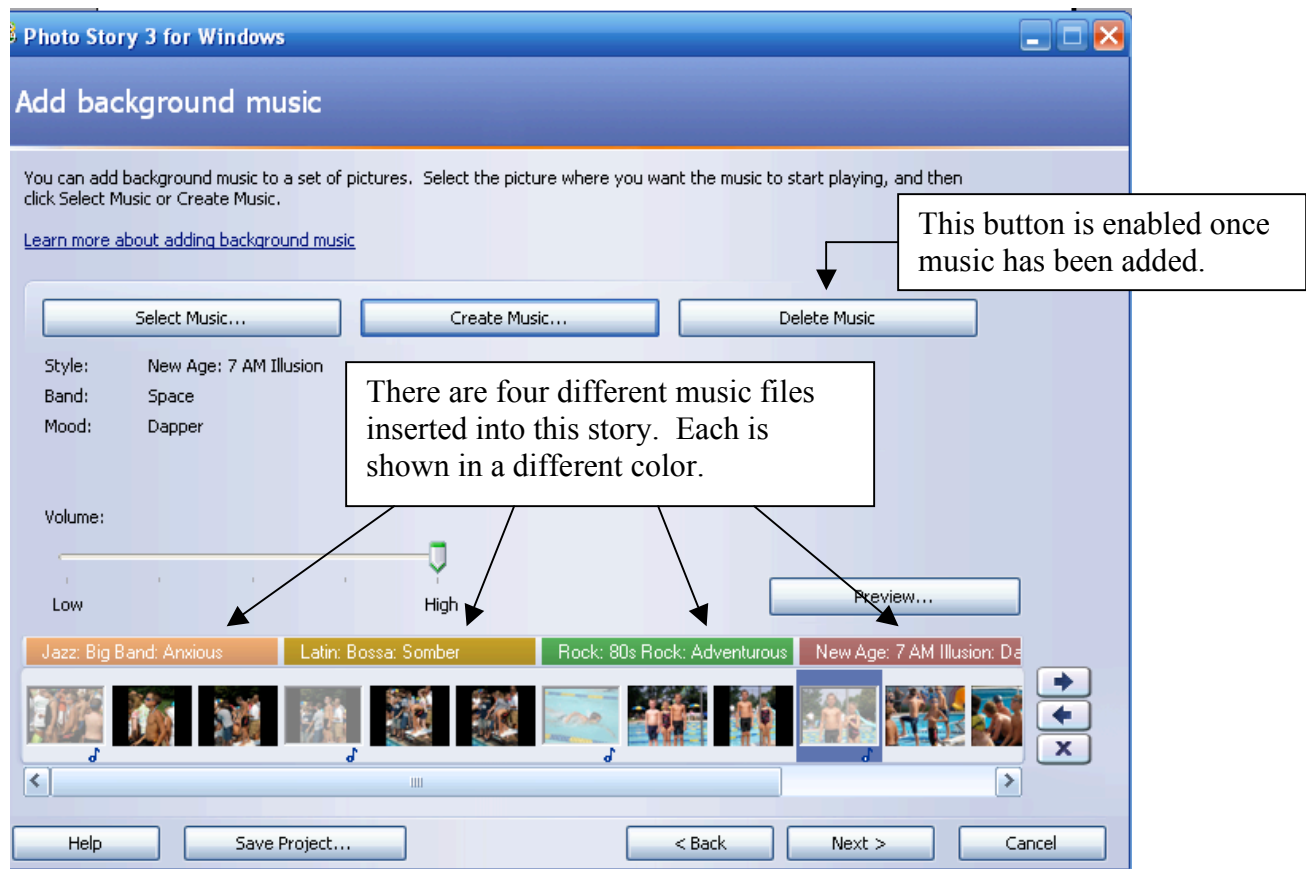 Photo Story 3 for Windows
Add background music
You can add background music to a set of pictures. Select the picture where you want the music to start playing, and then
click Select Music or Create Music.
Learn more about adding background music
This button is enabled once
music has been added.
Select Music...
Create Music...
Delete Music
Style: New Age: 7 AM Illusion
Band: Space
Mood: Dapper
There are four different music files
inserted into this story. Each is
shown in a different color.
Volume:
Low
High
Preview...
Jazz: Big Band: Anxious
Latin: Bossa: Somber
Rock: 80s Rock: Adventurous
New Age: 7 AM Illusion: Da
Help
Save Project...
< Back
Next >
Cancel